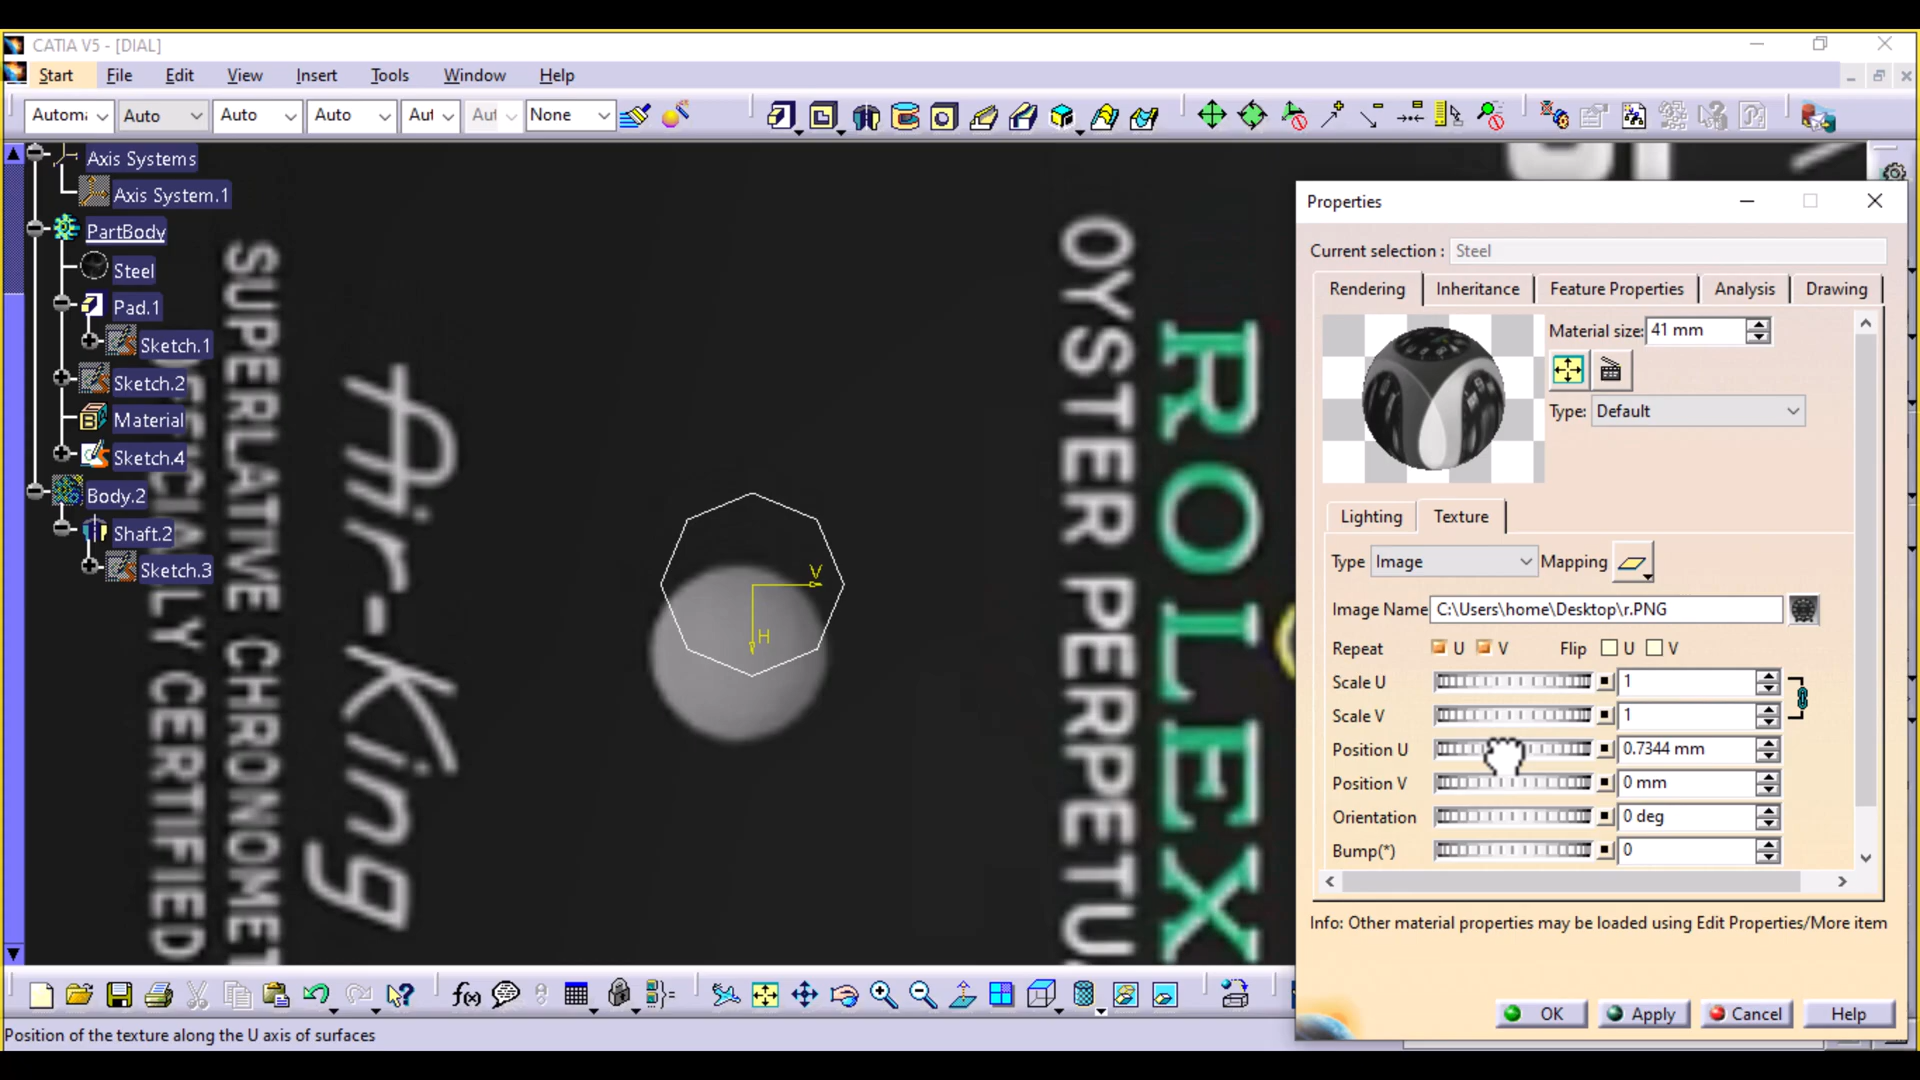 CATIA V5 - [DIAL]
Start File Edit View Insert Tools Window Help
Automa Auto Auto Auto Aut Aut None
Axis Systems
Axis System.1
PartBody
Steel
Pad.1
Sketch.1
Sketch.2
Material
Sketch.4
Body.2
Shaft.2
Sketch.3
SUPERLATIVE CHRONOMET
OFFICIALLY CERTIFIED
Air-King
V
H
OYSTER PERPETU
ROLEX
Properties
Current selection : Steel
Rendering Inheritance Feature Properties Analysis Drawing
Material size: 41 mm
Type: Default
Lighting Texture
Type Image Mapping
Image Name C:\Users\home\Desktop\r.PNG
Repeat U V Flip U V
Scale U 1
Scale V 1
Position U 0.7344 mm
Position V 0 mm
Orientation 0 deg
Bump(*) 0
Info: Other material properties may be loaded using Edit Properties/More item
OK Apply Cancel Help
f(x)
Position of the texture along the U axis of surfaces